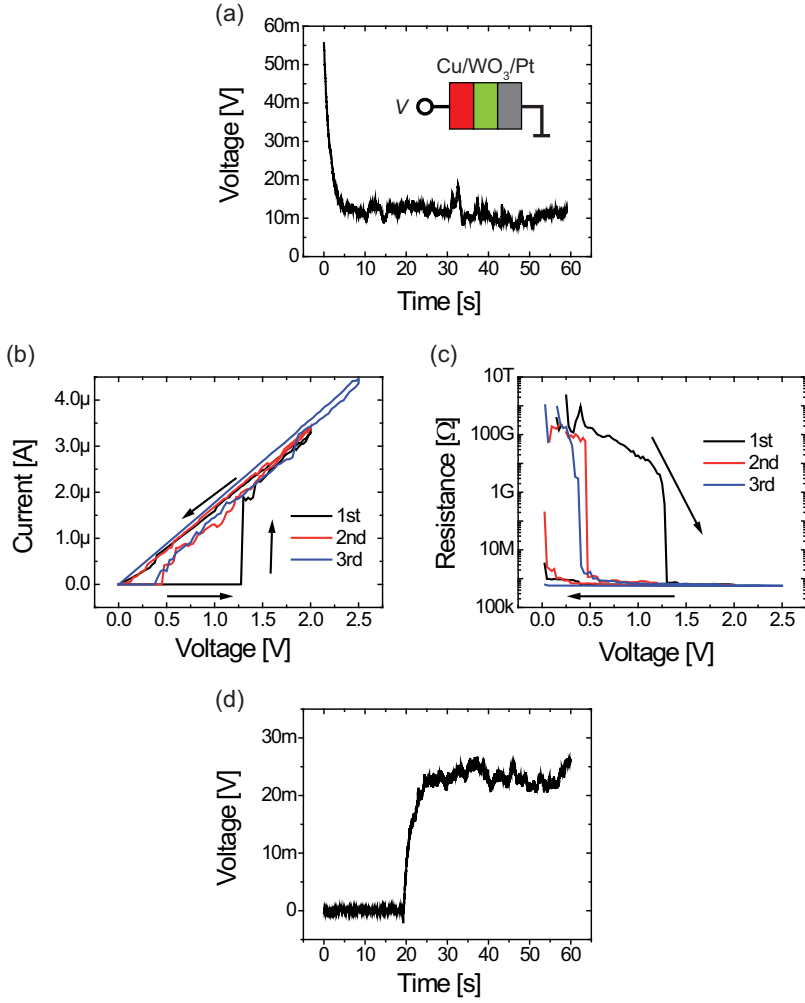 (a)
60m
50m
40m
30m
20m
10m
0
Voltage [V]
Cu/WO₃/Pt
V
0 10 20 30 40 50 60
Time [s]
(b)
4.0µ
3.0µ
2.0µ
1.0µ
0.0
Current [A]
1st
2nd
3rd
0.0 0.5 1.0 1.5 2.0 2.5
Voltage [V]
(c)
10T
100G
1G
10M
100k
Resistance [Ω]
1st
2nd
3rd
0.0 0.5 1.0 1.5 2.0 2.5
Voltage [V]
(d)
30m
20m
10m
0
Voltage [V]
0 10 20 30 40 50 60
Time [s]